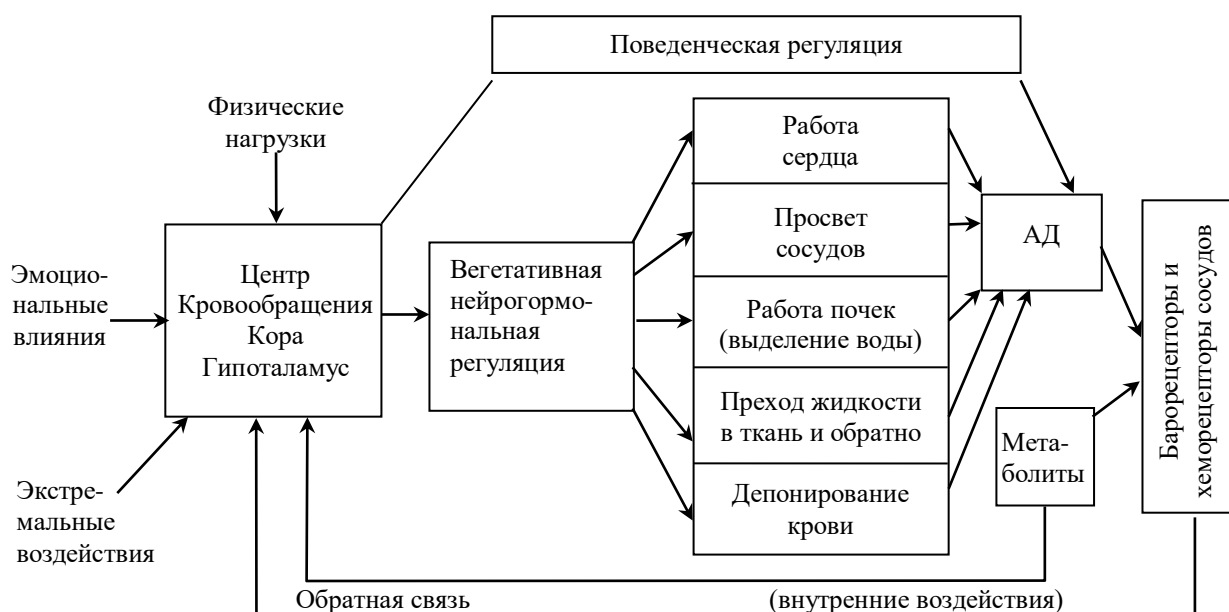 Поведенческая регуляция
Физические
нагрузки
Эмоцио-
нальные
влияния
Экстре-
мальные
воздействия
Центр
Кровообращения
Кора
Гипоталамус
Вегетативная
нейрогормо-
нальная
регуляция
Работа
сердца
Просвет
сосудов
Работа почек
(выделение воды)
Преход жидкости
в ткань и обратно
Депонирование
крови
АД
Мета-
болиты
Барорецепторы и
хеморецепторы сосудов
Обратная связь
(внутренние воздействия)